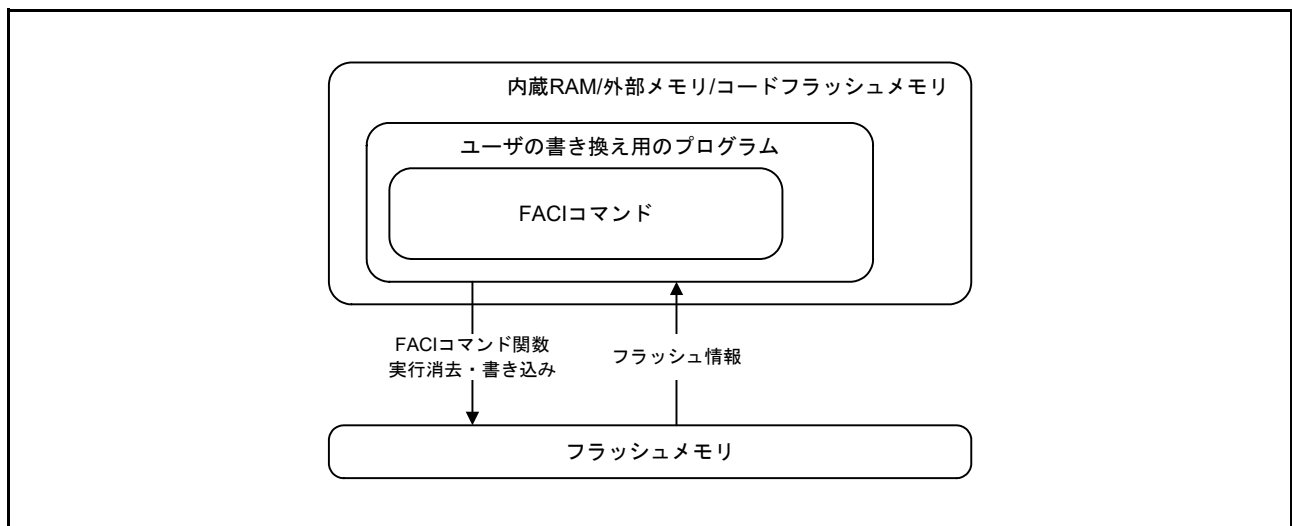 内蔵RAM/外部メモリ/コードフラッシュメモリ
ユーザの書き換え用のプログラム
FACIコマンド
FACIコマンド関数
実行消去・書き込み
フラッシュ情報
フラッシュメモリ